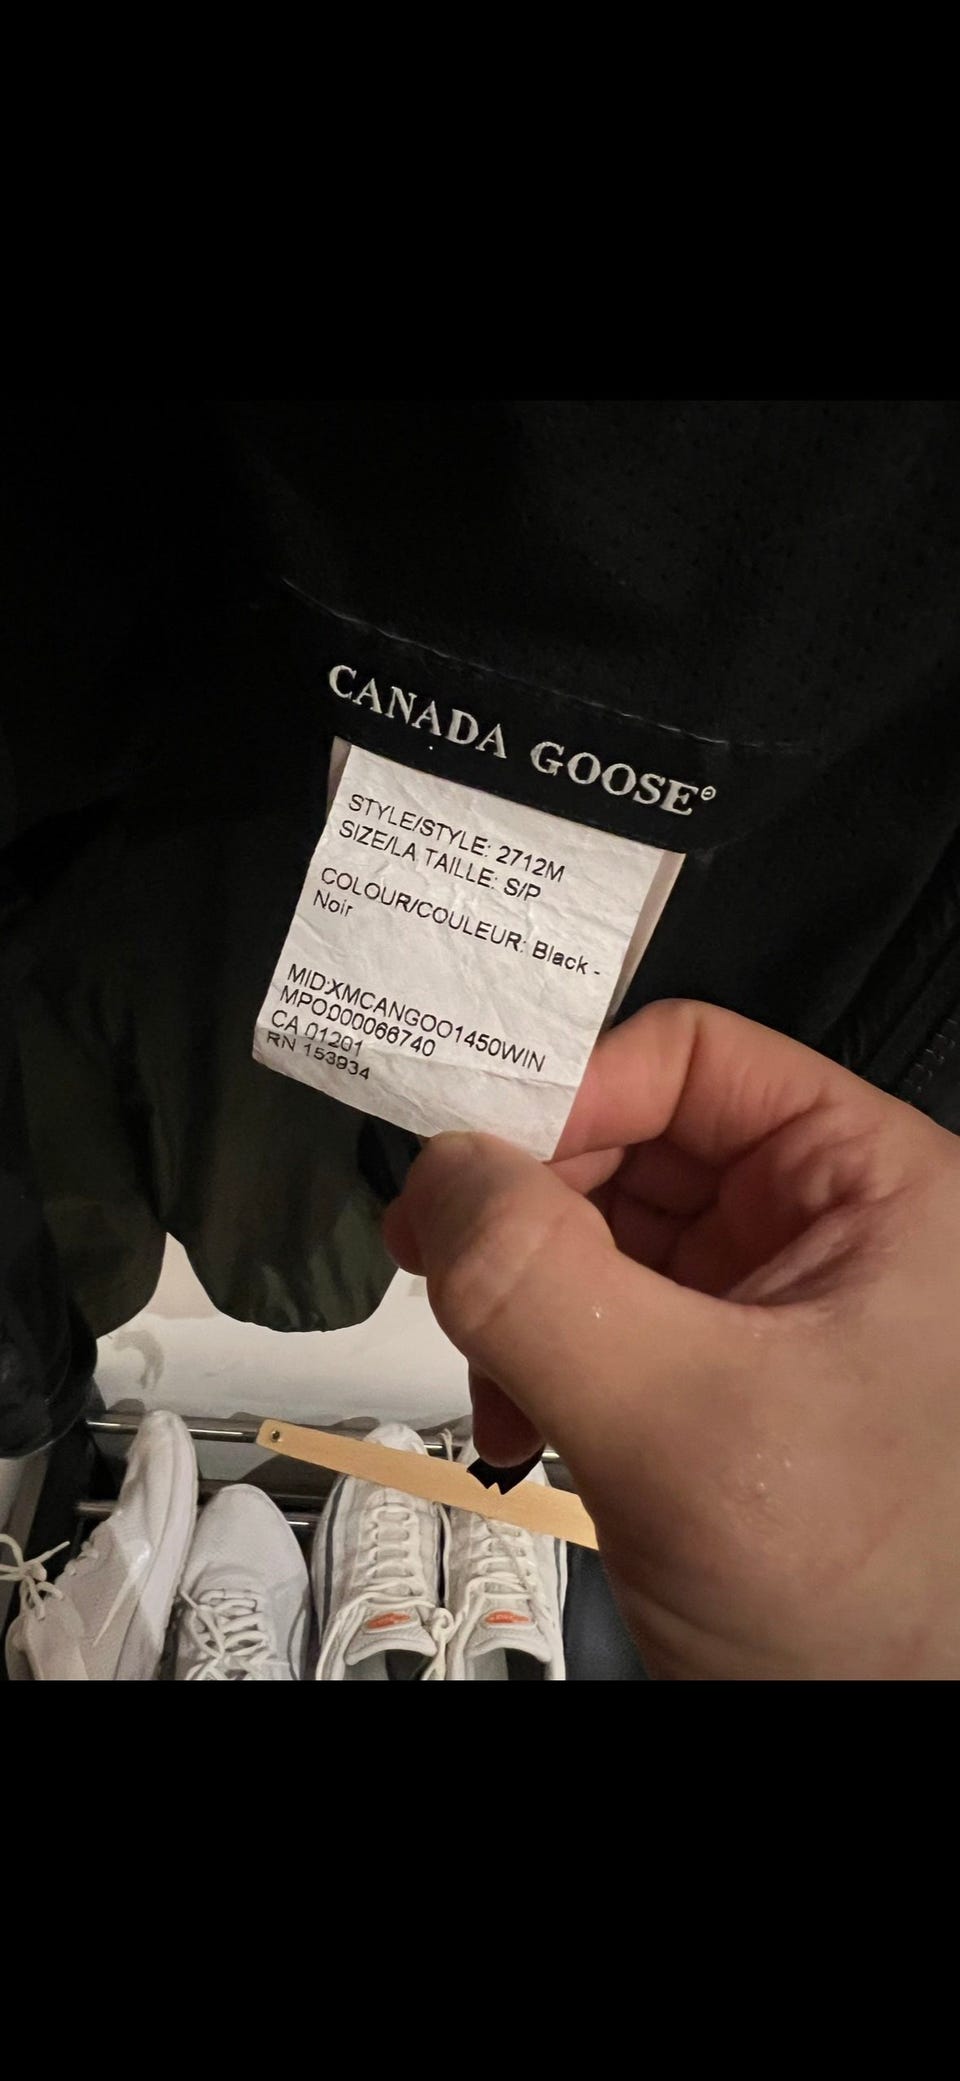 CANADA GOOSE®
STYLE/STYLE: 2712M
SIZE/LA TAILLE: S/P
COLOUR/COULEUR: Black -
Noir
MID:XMCANGOO1450WIN
MPO:000066740
CA 01201
RN 153934